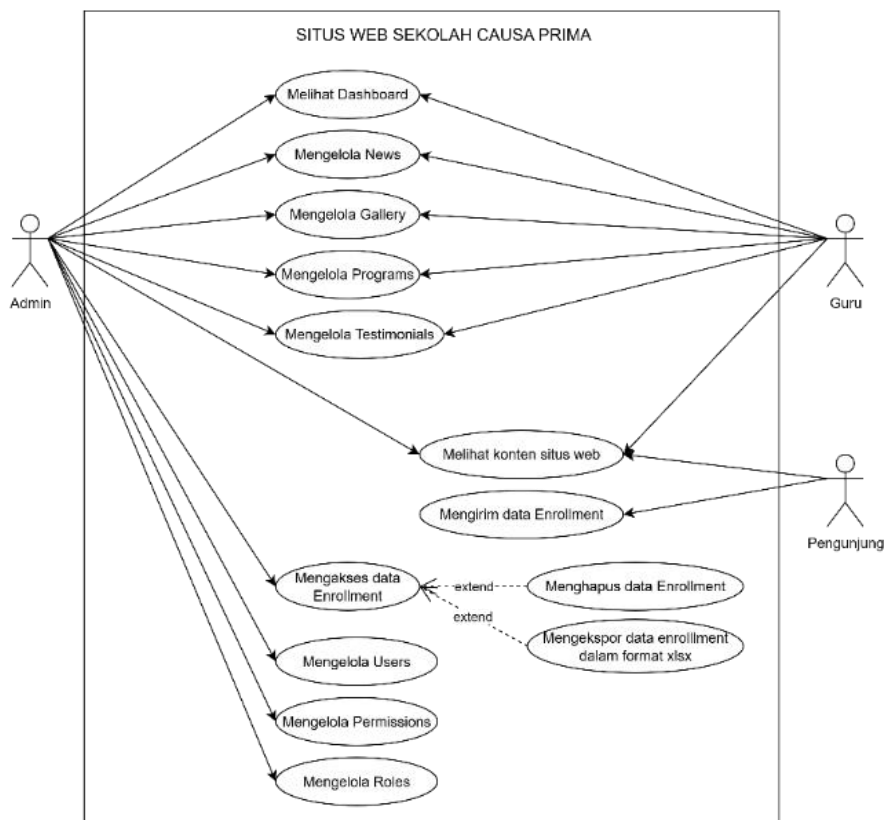 SITUS WEB SEKOLAH CAUSA PRIMA
Melihat Dashboard
Mengelola News
Mengelola Gallery
Mengelola Programs
Mengelola Testimonials
Admin
Guru
Melihat konten situs web
Mengirim data Enrollment
Pengunjung
Mengakses data
Enrollment
extend
Menghapus data Enrollment
extend
Mengekspor data enrolllment
dalam format xlsx
Mengelola Users
Mengelola Permissions
Mengelola Roles